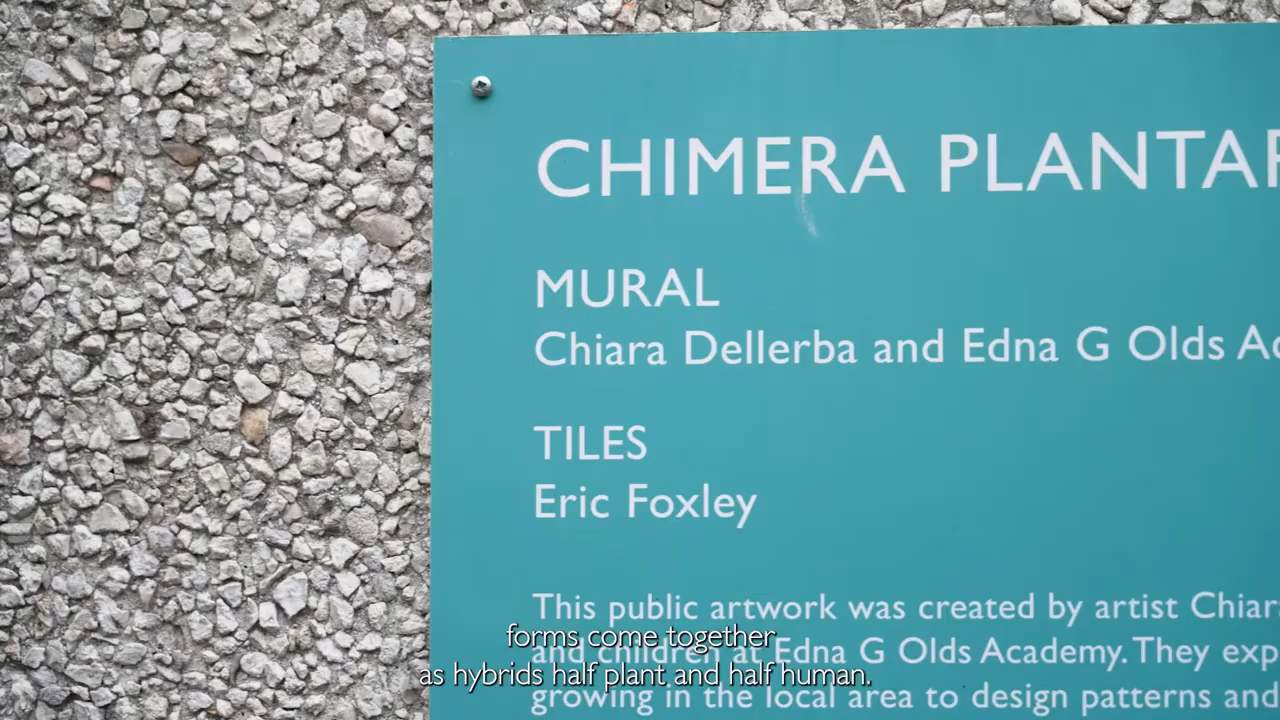 CHIMERA PLANTAR
MURAL
Chiara Dellerba and Edna G Olds Ac
TILES
Eric Foxley
This public artwork was created by artist Chiar
and children at Edna G Olds Academy. They exp
growing in the local area to design patterns and
forms come together
as hybrids half plant and half human.